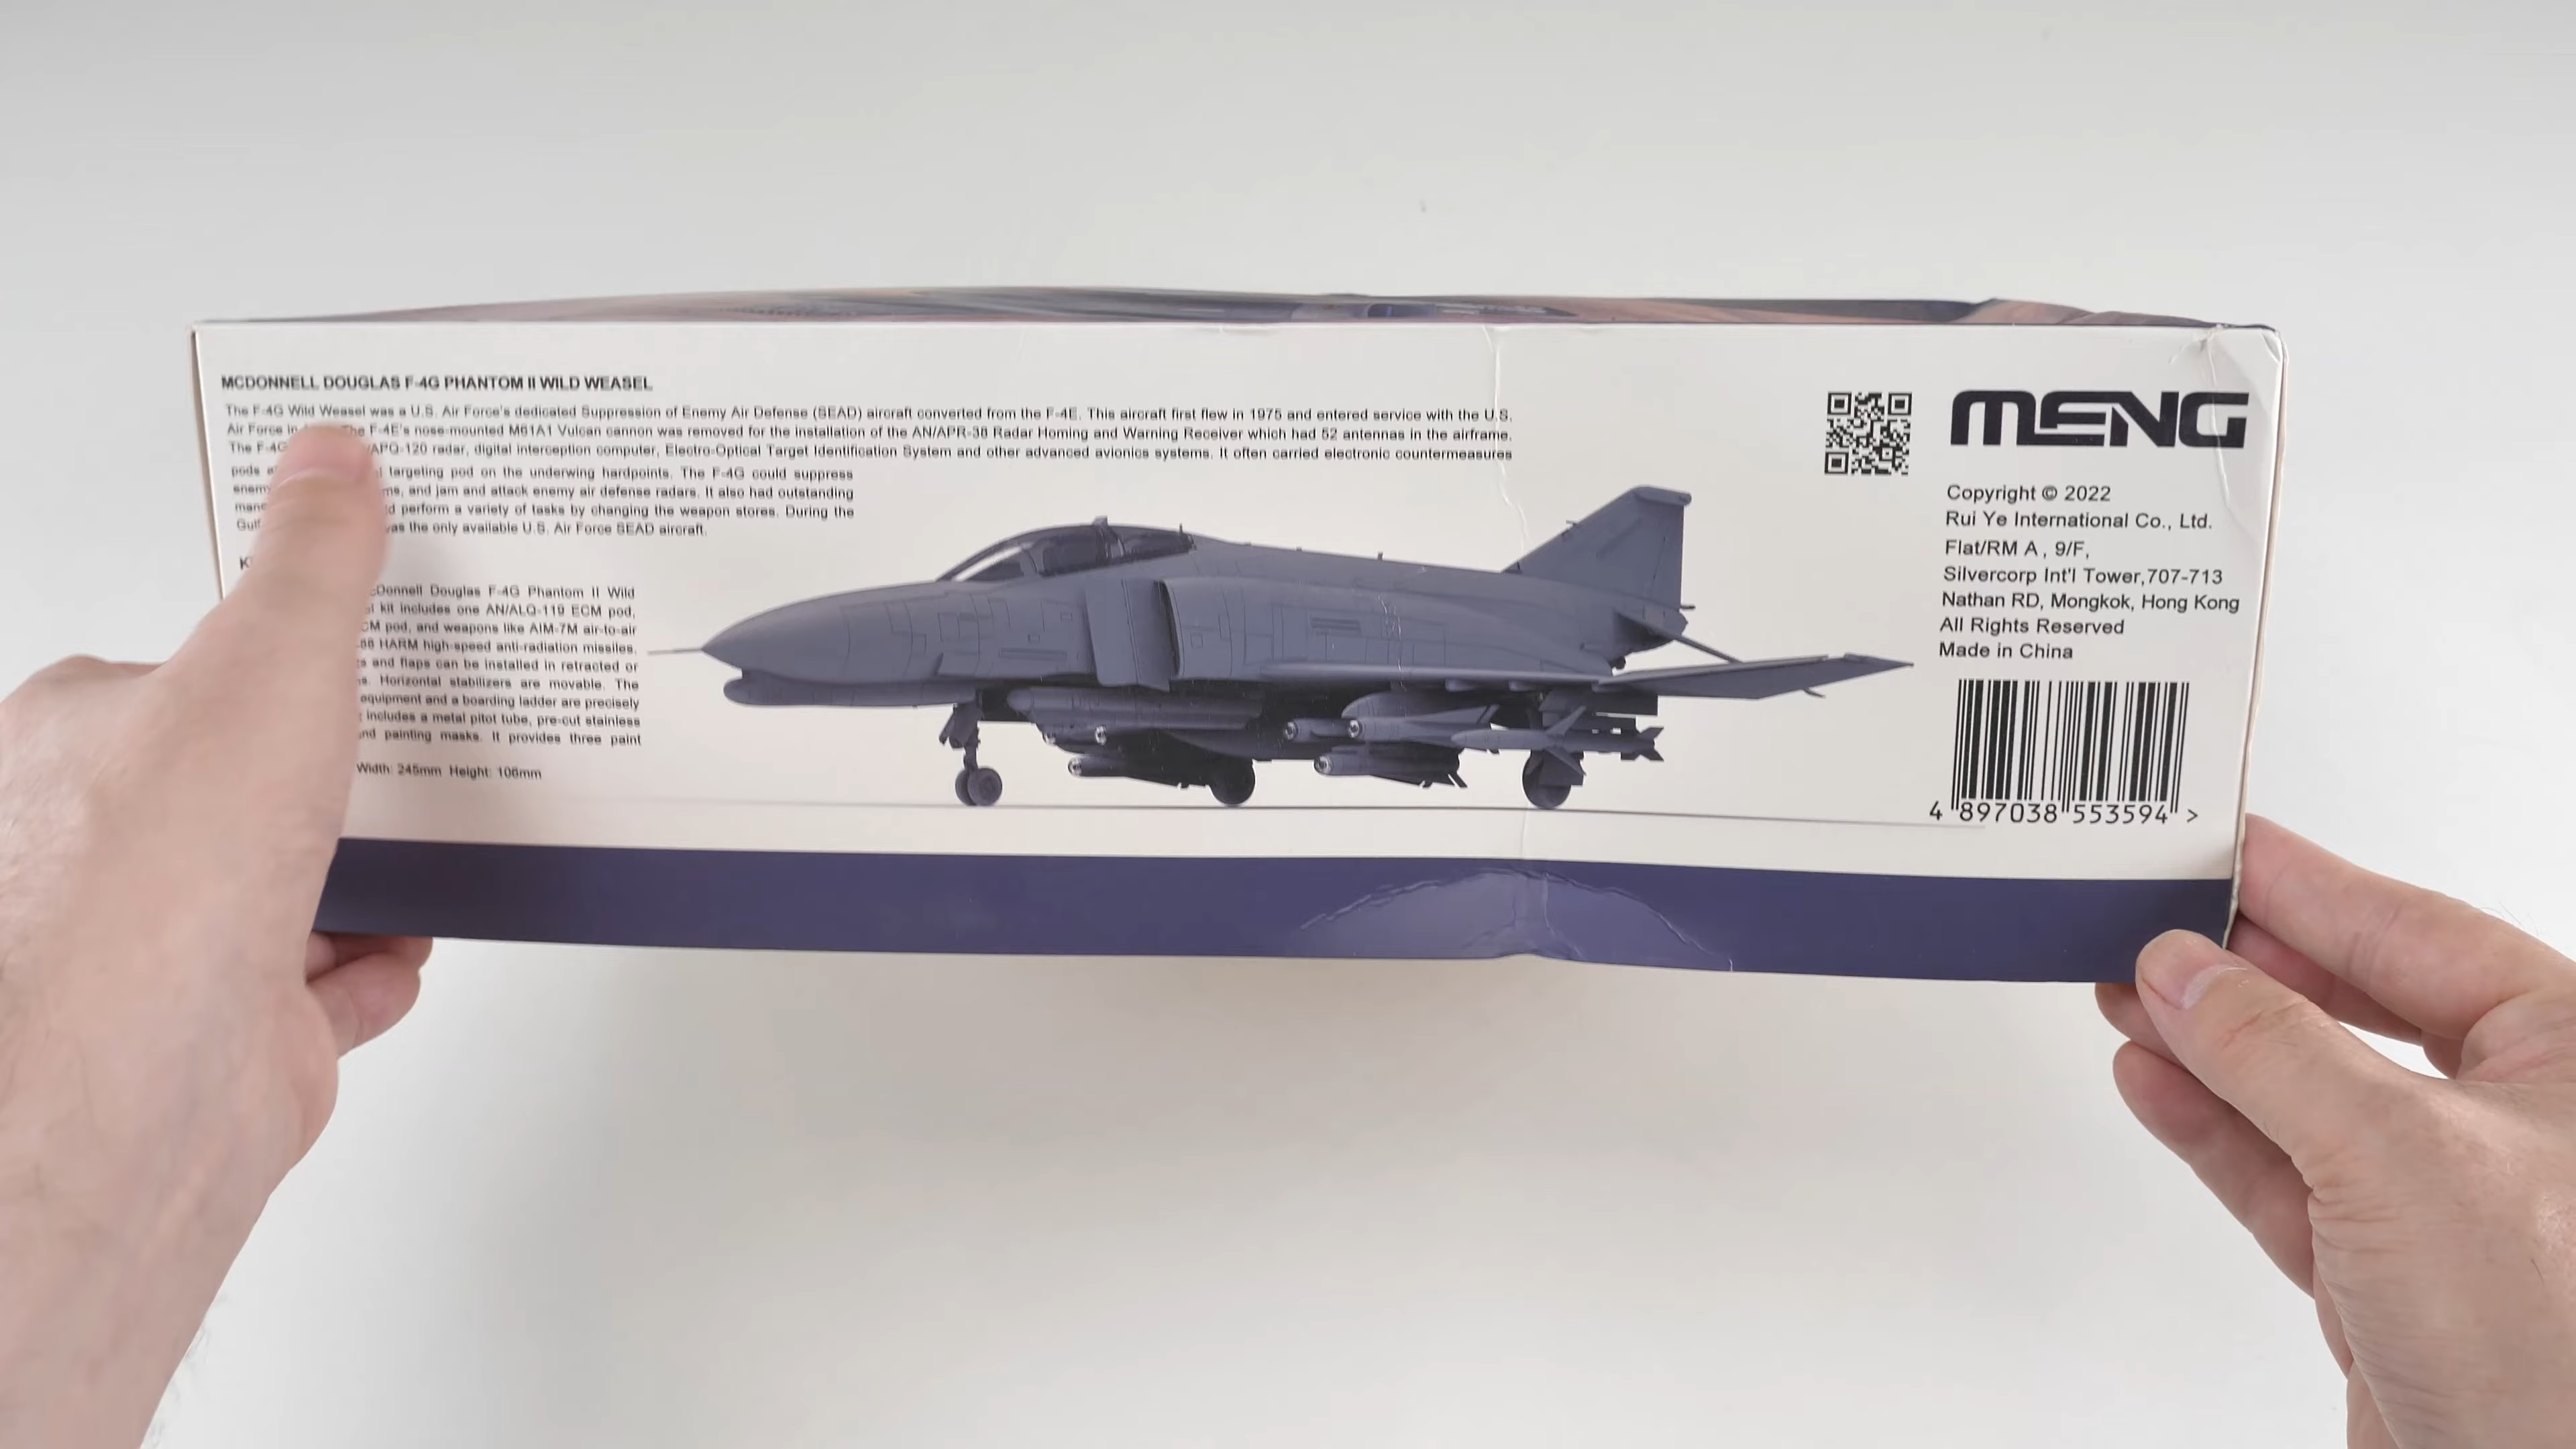 MCDONNELL DOUGLAS F-4G PHANTOM II WILD WEASEL
The F-4G Wild Weasel was a U.S. Air Force's dedicated Suppression of Enemy Air Defense (SEAD) aircraft converted from the F-4E. This aircraft first flew in 1975 and entered service with the U.S.
Air Force in The F-4E's nose-mounted M61A1 Vulcan cannon was removed for the installation of the AN/APR-38 Radar Homing and Warning Receiver which had 52 antennas in the airframe.
The F-4G /APQ-120 radar, digital interception computer, Electro-Optical Target Identification System and other advanced avionics systems. It often carried electronic countermeasures
pods targeting pod on the underwing hardpoints. The F-4G could suppress
and jam and attack enemy air defense radars. It also had outstanding
perform a variety of tasks by changing the weapon stores. During the
Gulf was the only available U.S. Air Force SEAD aircraft.
Donnell Douglas F-4G Phantom II Wild
kit includes one AN/ALQ-119 ECM pod,
pod, and weapons like AIM-7M air-to-air
HARM high-speed anti-radiation missiles.
and flaps can be installed in retracted or
Horizontal stabilizers are movable. The
equipment and a boarding ladder are precisely
includes a metal pitot tube, pre-cut stainless
painting masks. It provides three paint
Width: 245mm Height: 106mm
MENG
Copyright © 2022
Rui Ye International Co., Ltd.
Flat/RM A , 9/F,
Silvercorp Int'l Tower,707-713
Nathan RD, Mongkok, Hong Kong
All Rights Reserved
Made in China
4 897038 553594 >